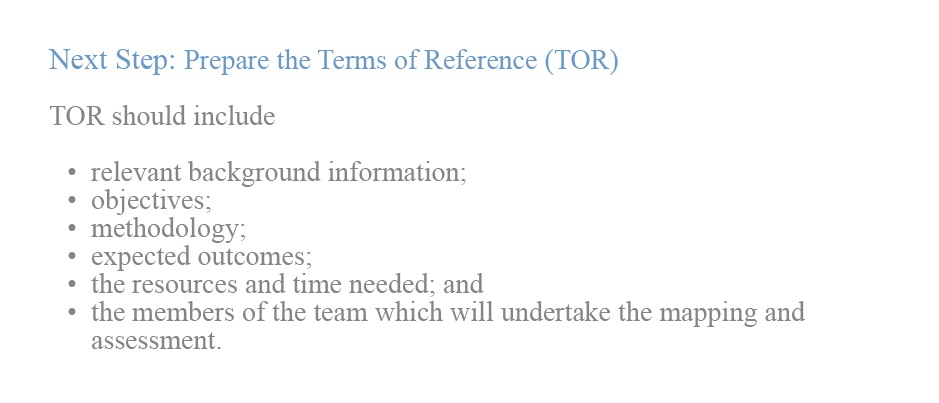 Next Step: Prepare the Terms of Reference (TOR)
TOR should include
• relevant background information;
• objectives;
• methodology;
• expected outcomes;
• the resources and time needed; and
• the members of the team which will undertake the mapping and
assessment.